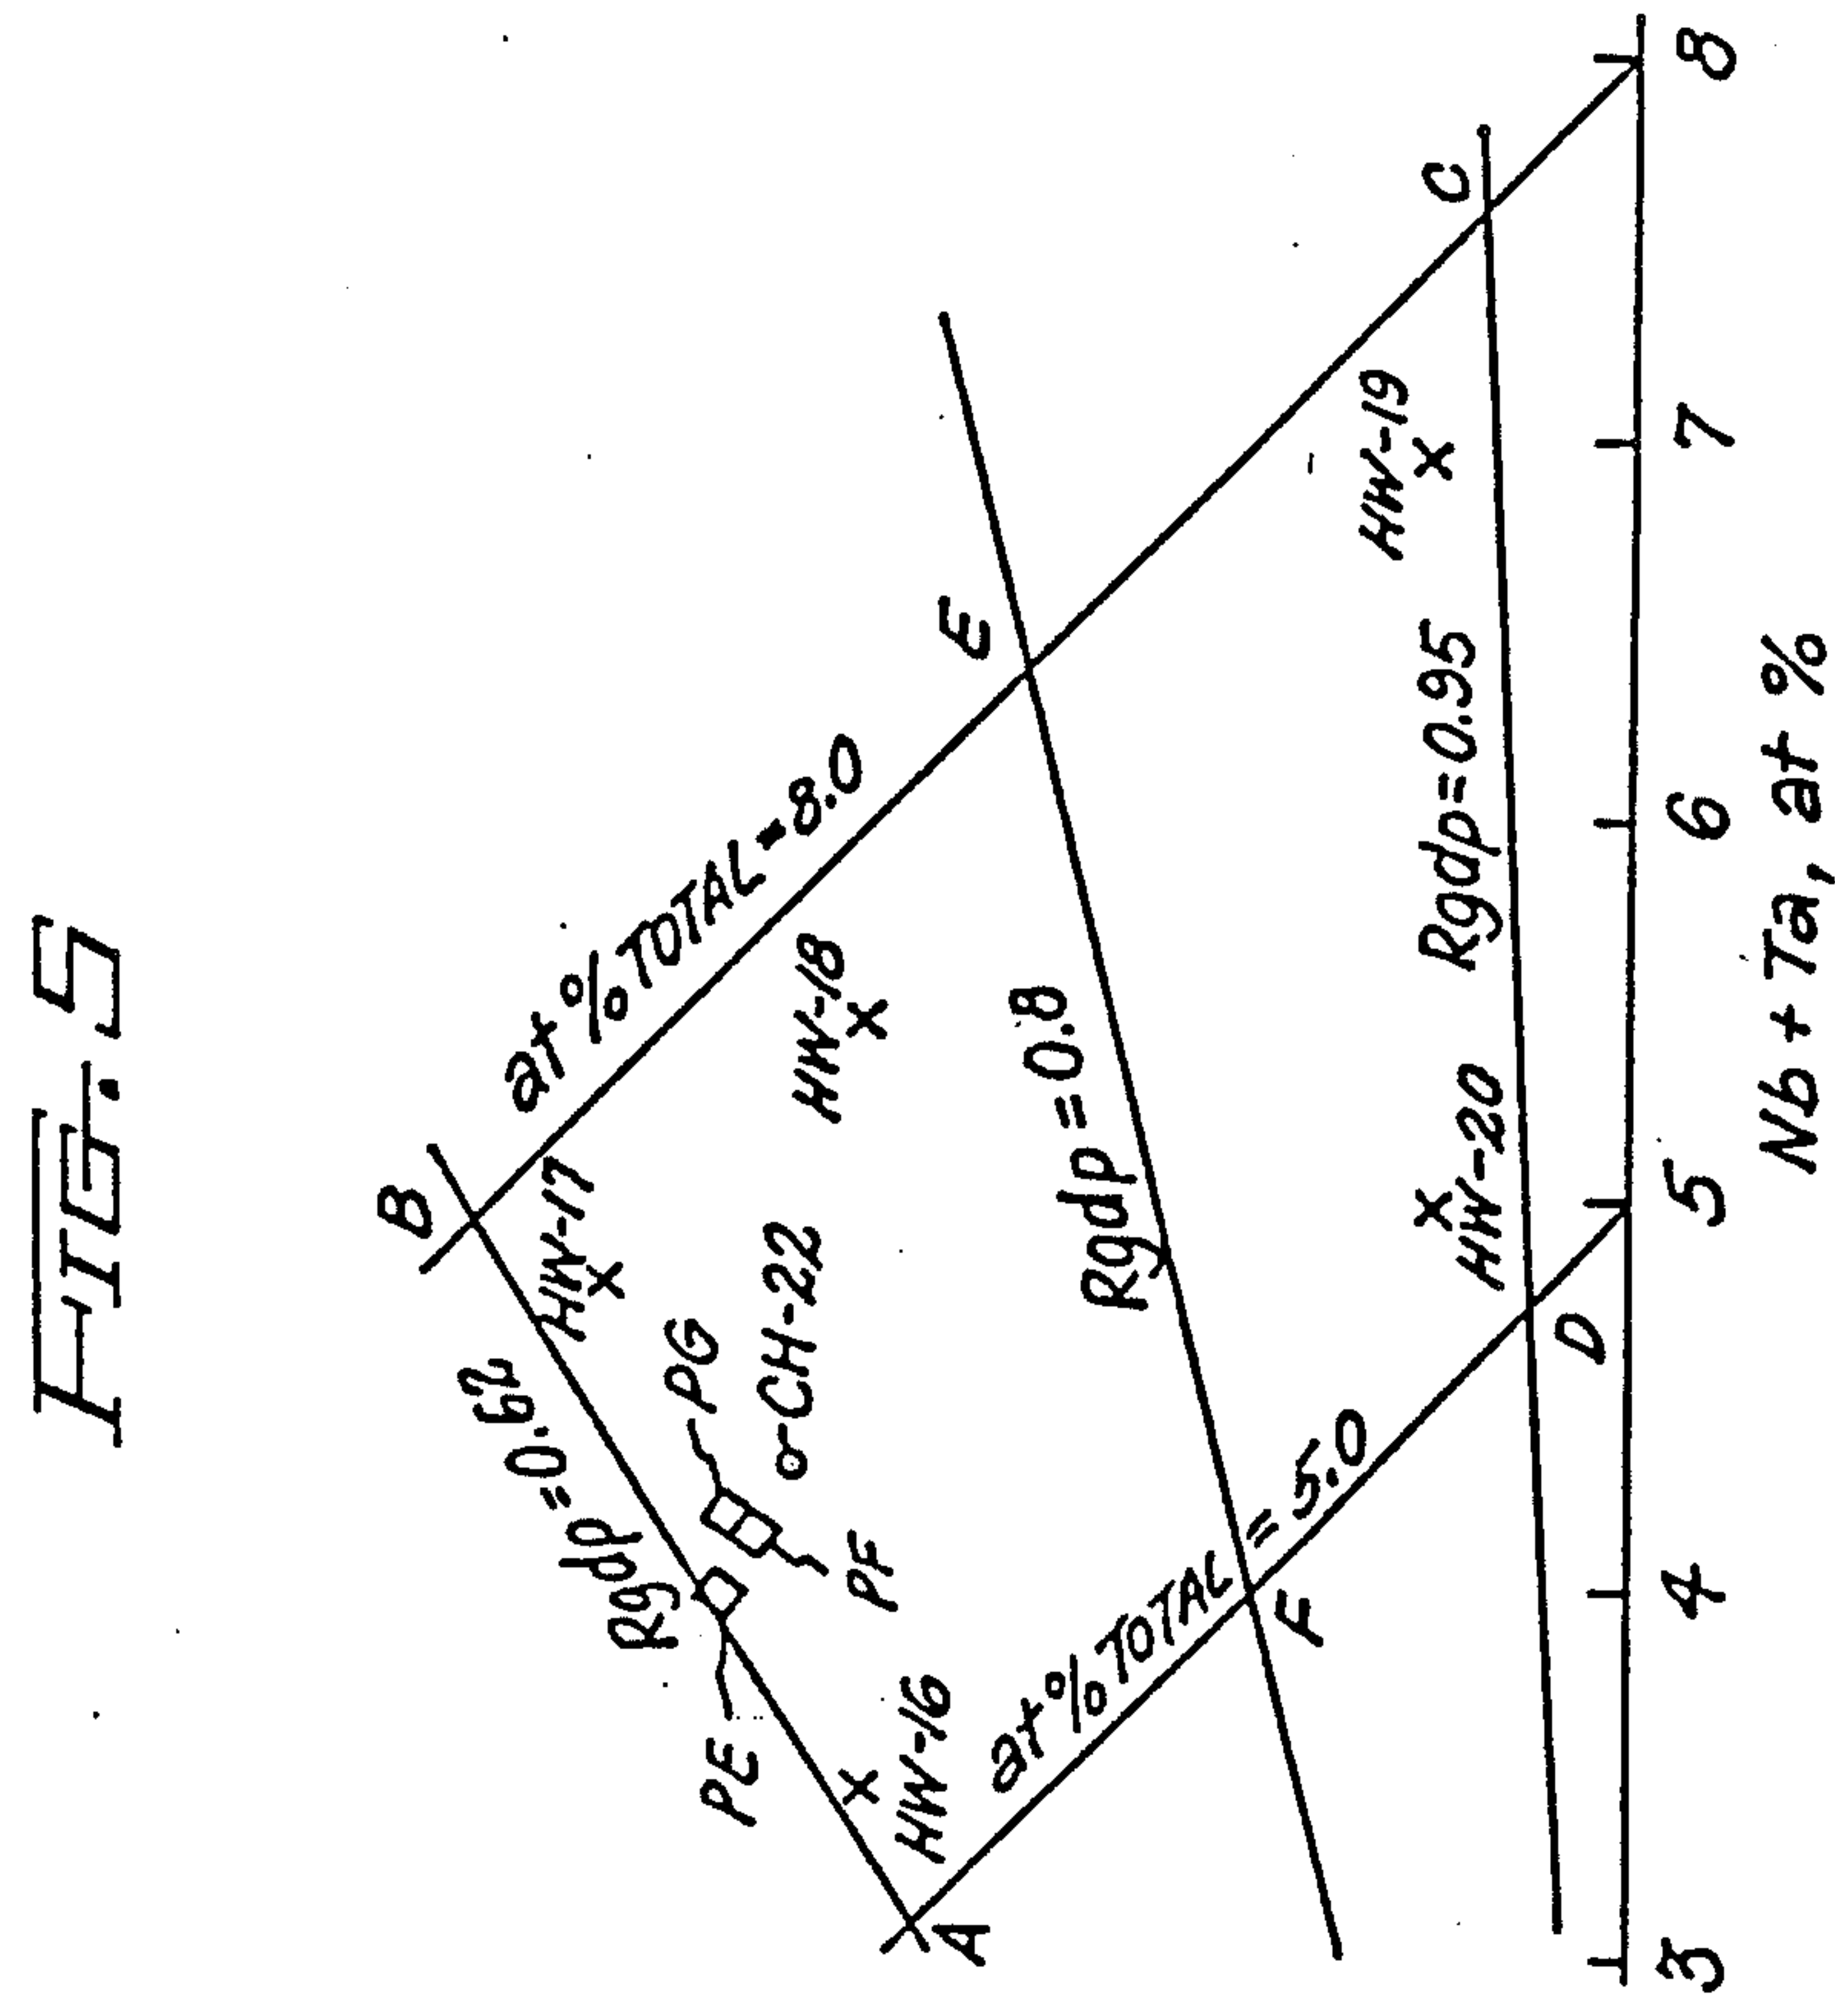 FIG. 5
B
at % TOTAL = 8.0
Rgdp = 0.62
HW-17
X
PG
CH-22
HW-18
X
E
PE
PF
X
HW-16
A
Rgdp = 0.8
at % TOTAL = 5.0
F
HW-19
X
C
Rgdp = 0.95
X
HW-20
D
3 4 5 6 7 8
Nb + Ta, at %